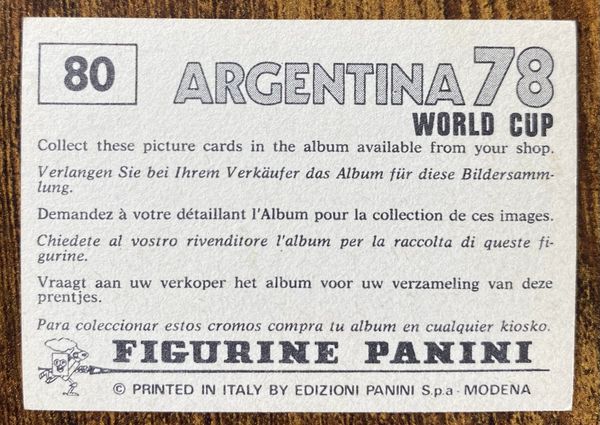 80
ARGENTINA 78
WORLD CUP
Collect these picture cards in the album available from your shop.
Verlangen Sie bei Ihrem Verkäufer das Album für diese Bildersamm-
lung.
Demandez à votre détaillant l'Album pour la collection de ces images.
Chiedete al vostro rivenditore l'album per la raccolta di queste fi-
gurine.
Vraagt aan uw verkoper het album voor uw verzameling van deze
prentjes.
Para coleccionar estos cromos compra tu album en cualquier kiosko.
FIGURINE PANINI
© PRINTED IN ITALY BY EDIZIONI PANINI S.p.a - MODENA